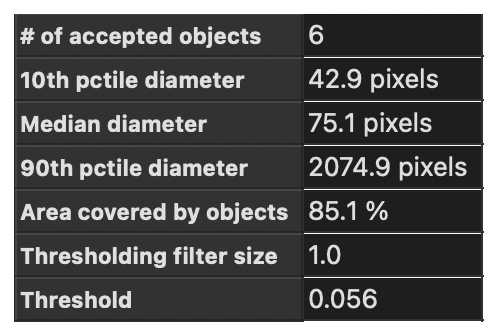 # of accepted objects 6
10th pctile diameter 42.9 pixels
Median diameter 75.1 pixels
90th pctile diameter 2074.9 pixels
Area covered by objects 85.1 %
Thresholding filter size 1.0
Threshold 0.056